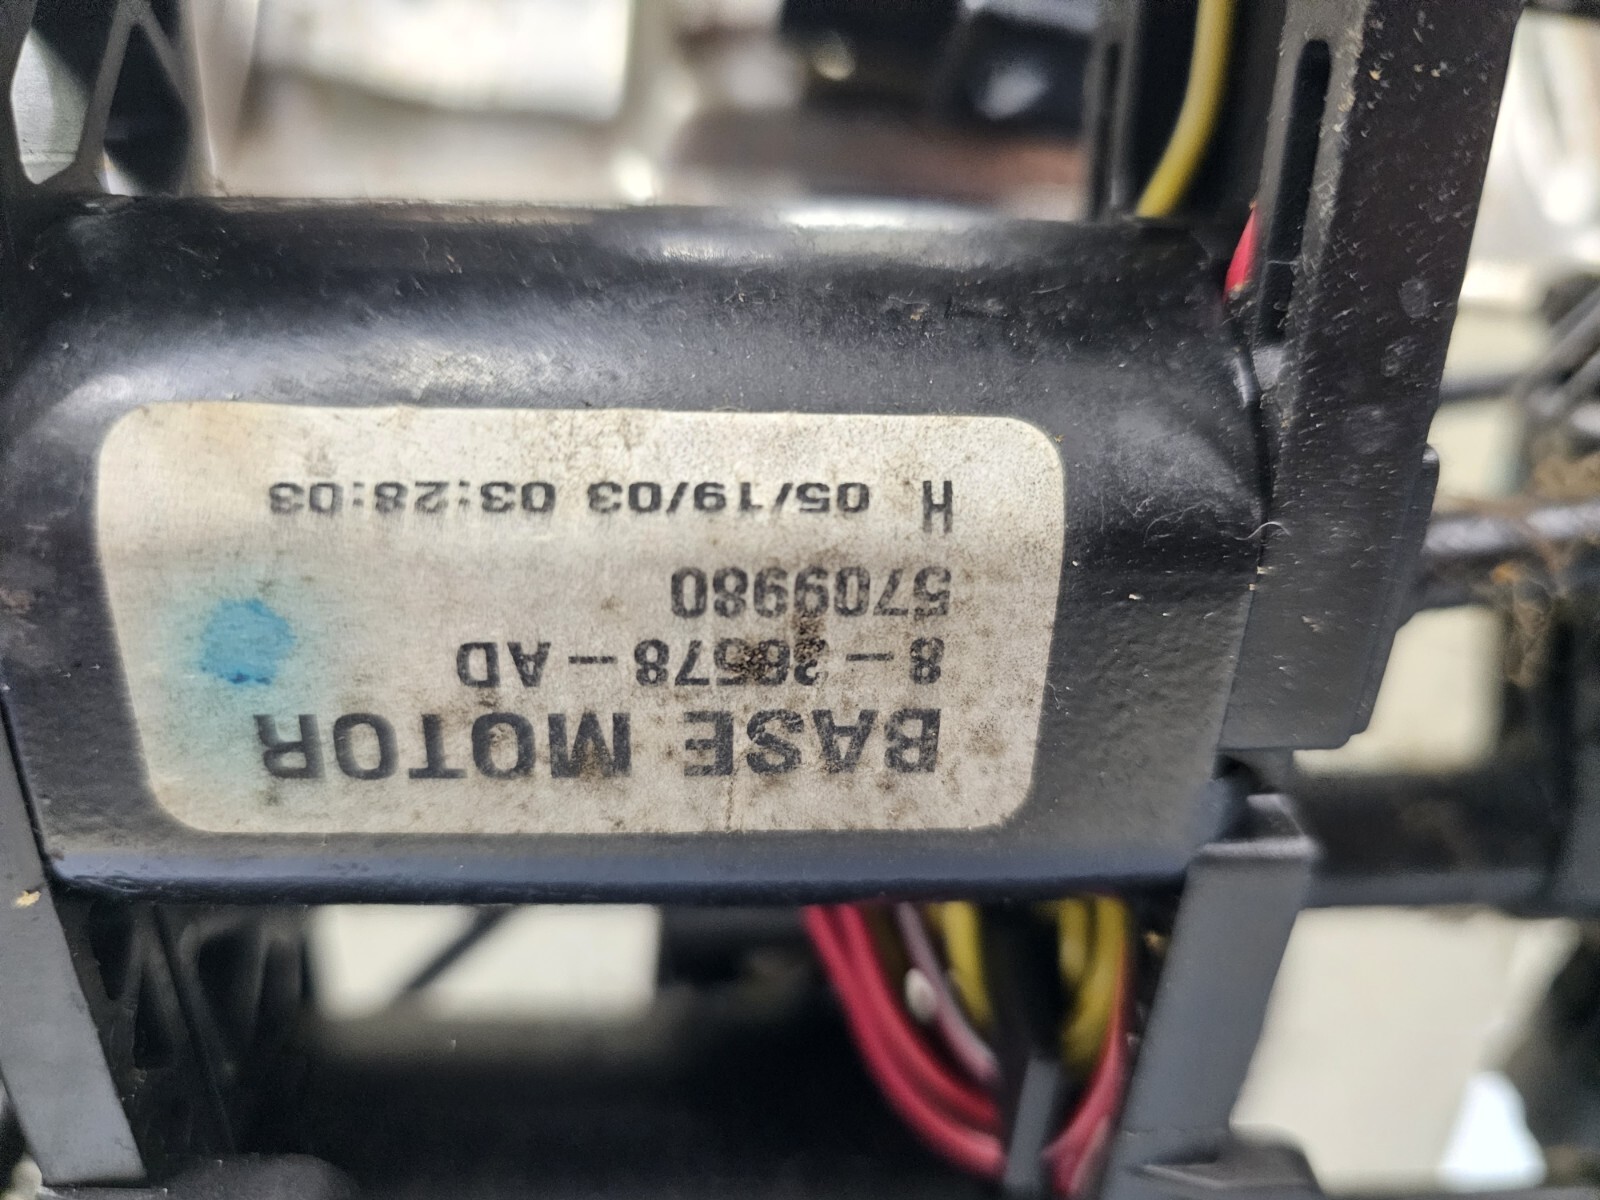 BASE MOTOR
8-26578-AD
5709980
H 05/19/03 03:28:03